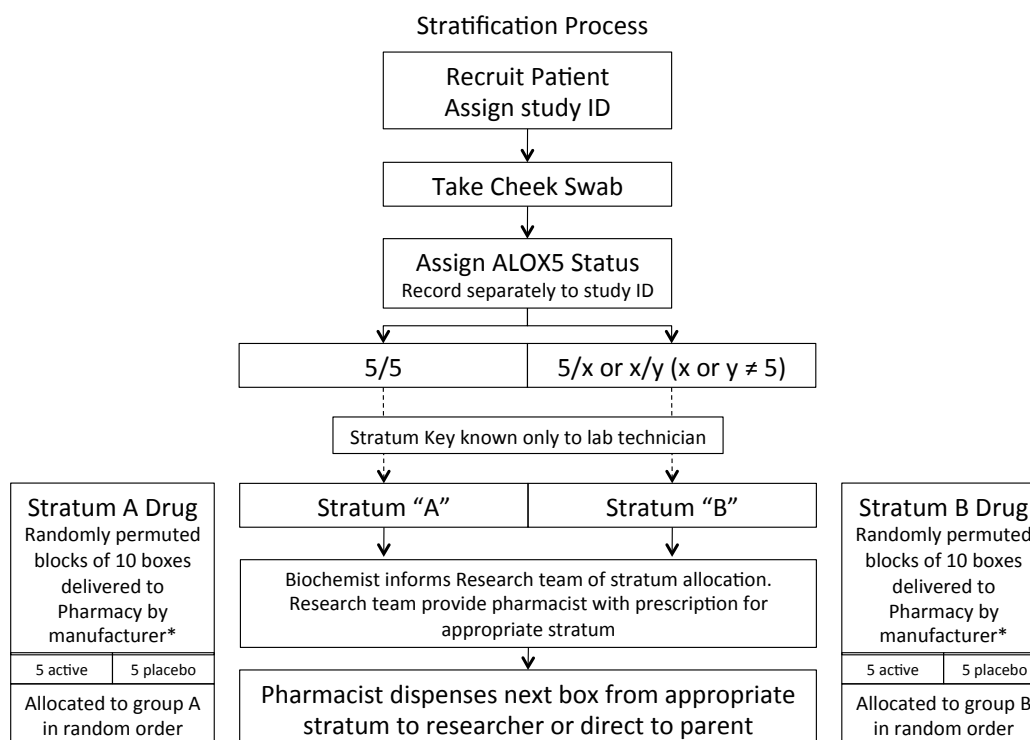 Stratification Process
Recruit Patient
Assign study ID
Take Cheek Swab
Assign ALOX5 Status
Record separately to study ID
5/5
5/x or x/y (x or y ≠ 5)
Stratum Key known only to lab technician
Stratum A Drug
Randomly permuted
blocks of 10 boxes
delivered to
Pharmacy by
manufacturer*
5 active
5 placebo
Allocated to group A
in random order
Stratum “A”
Stratum “B”
Biochemist informs Research team of stratum allocation.
Research team provide pharmacist with prescription for
appropriate stratum
Pharmacist dispenses next box from appropriate
stratum to researcher or direct to parent
Stratum B Drug
Randomly permuted
blocks of 10 boxes
delivered to
Pharmacy by
manufacturer*
5 active
5 placebo
Allocated to group B
in random order